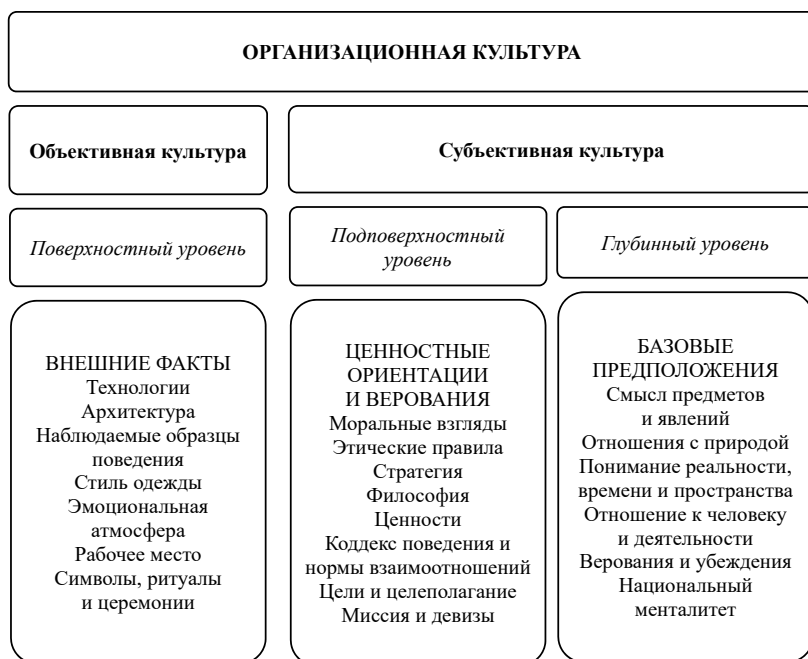 ОРГАНИЗАЦИОННАЯ КУЛЬТУРА
Объективная культура
Субъективная культура
Поверхностный уровень
Подповерхностный
уровень
Глубинный уровень
ВНЕШНИЕ ФАКТЫ
Технологии
Архитектура
Наблюдаемые образцы
поведения
Стиль одежды
Эмоциональная
атмосфера
Рабочее место
Символы, ритуалы
и церемонии
ЦЕННОСТНЫЕ
ОРИЕНТАЦИИ
И ВЕРОВАНИЯ
Моральные взгляды
Этические правила
Стратегия
Философия
Ценности
Коддекс поведения и
нормы взаимоотношений
Цели и целеполагание
Миссия и девизы
БАЗОВЫЕ
ПРЕДПОЛОЖЕНИЯ
Смысл предметов
и явлений
Отношения с природой
Понимание реальности,
времени и пространства
Отношение к человеку
и деятельности
Верования и убеждения
Национальный
менталитет